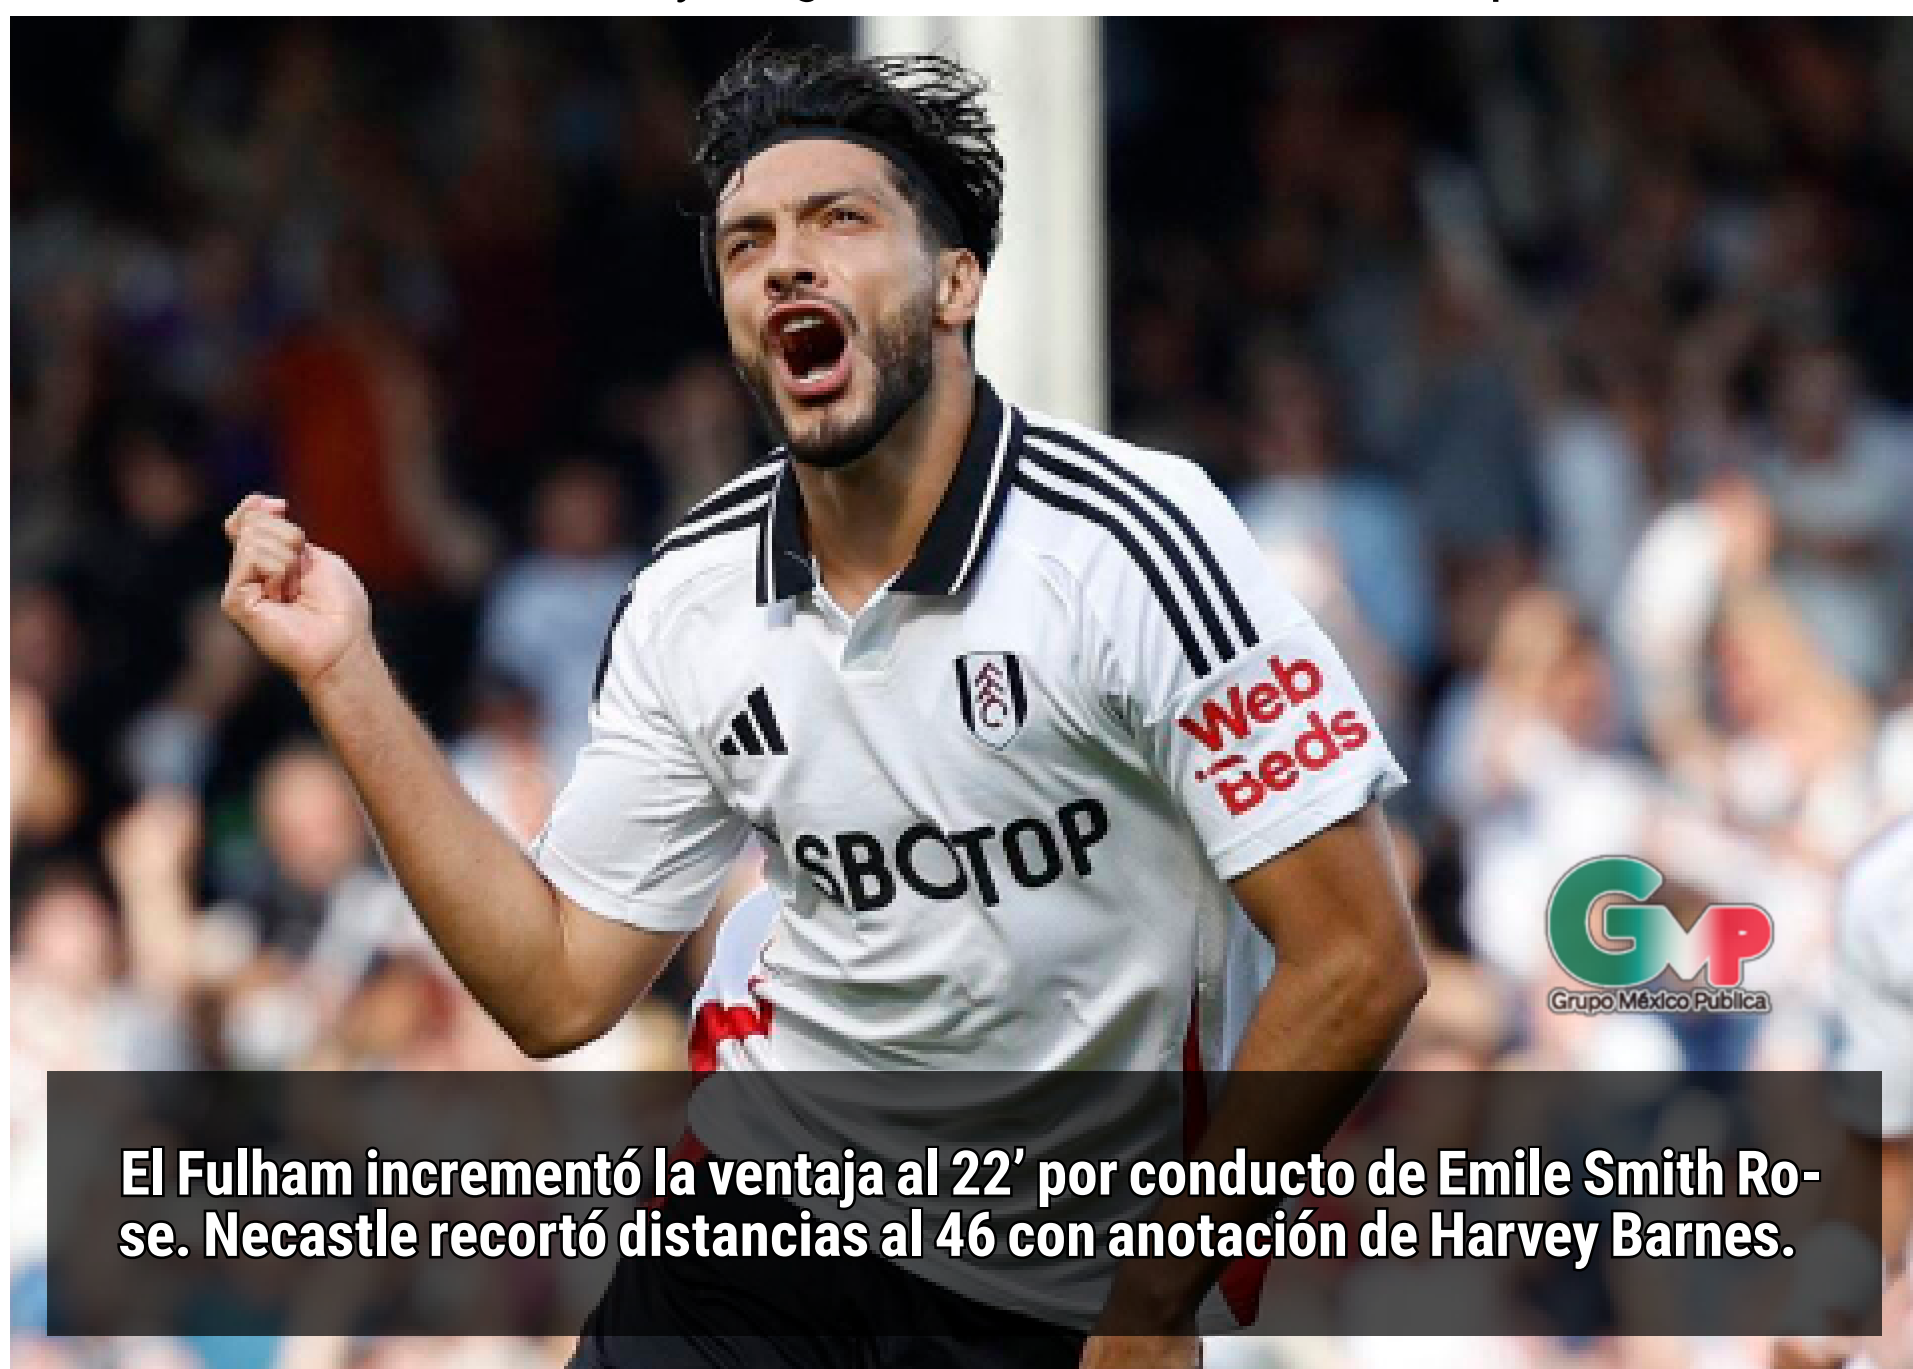 Web
Beds
SBOTOP
GMP
Grupo México Pública
El Fulham incrementó la ventaja al 22’ por conducto de Emile Smith Ro-
se. Necastle recortó distancias al 46 con anotación de Harvey Barnes.